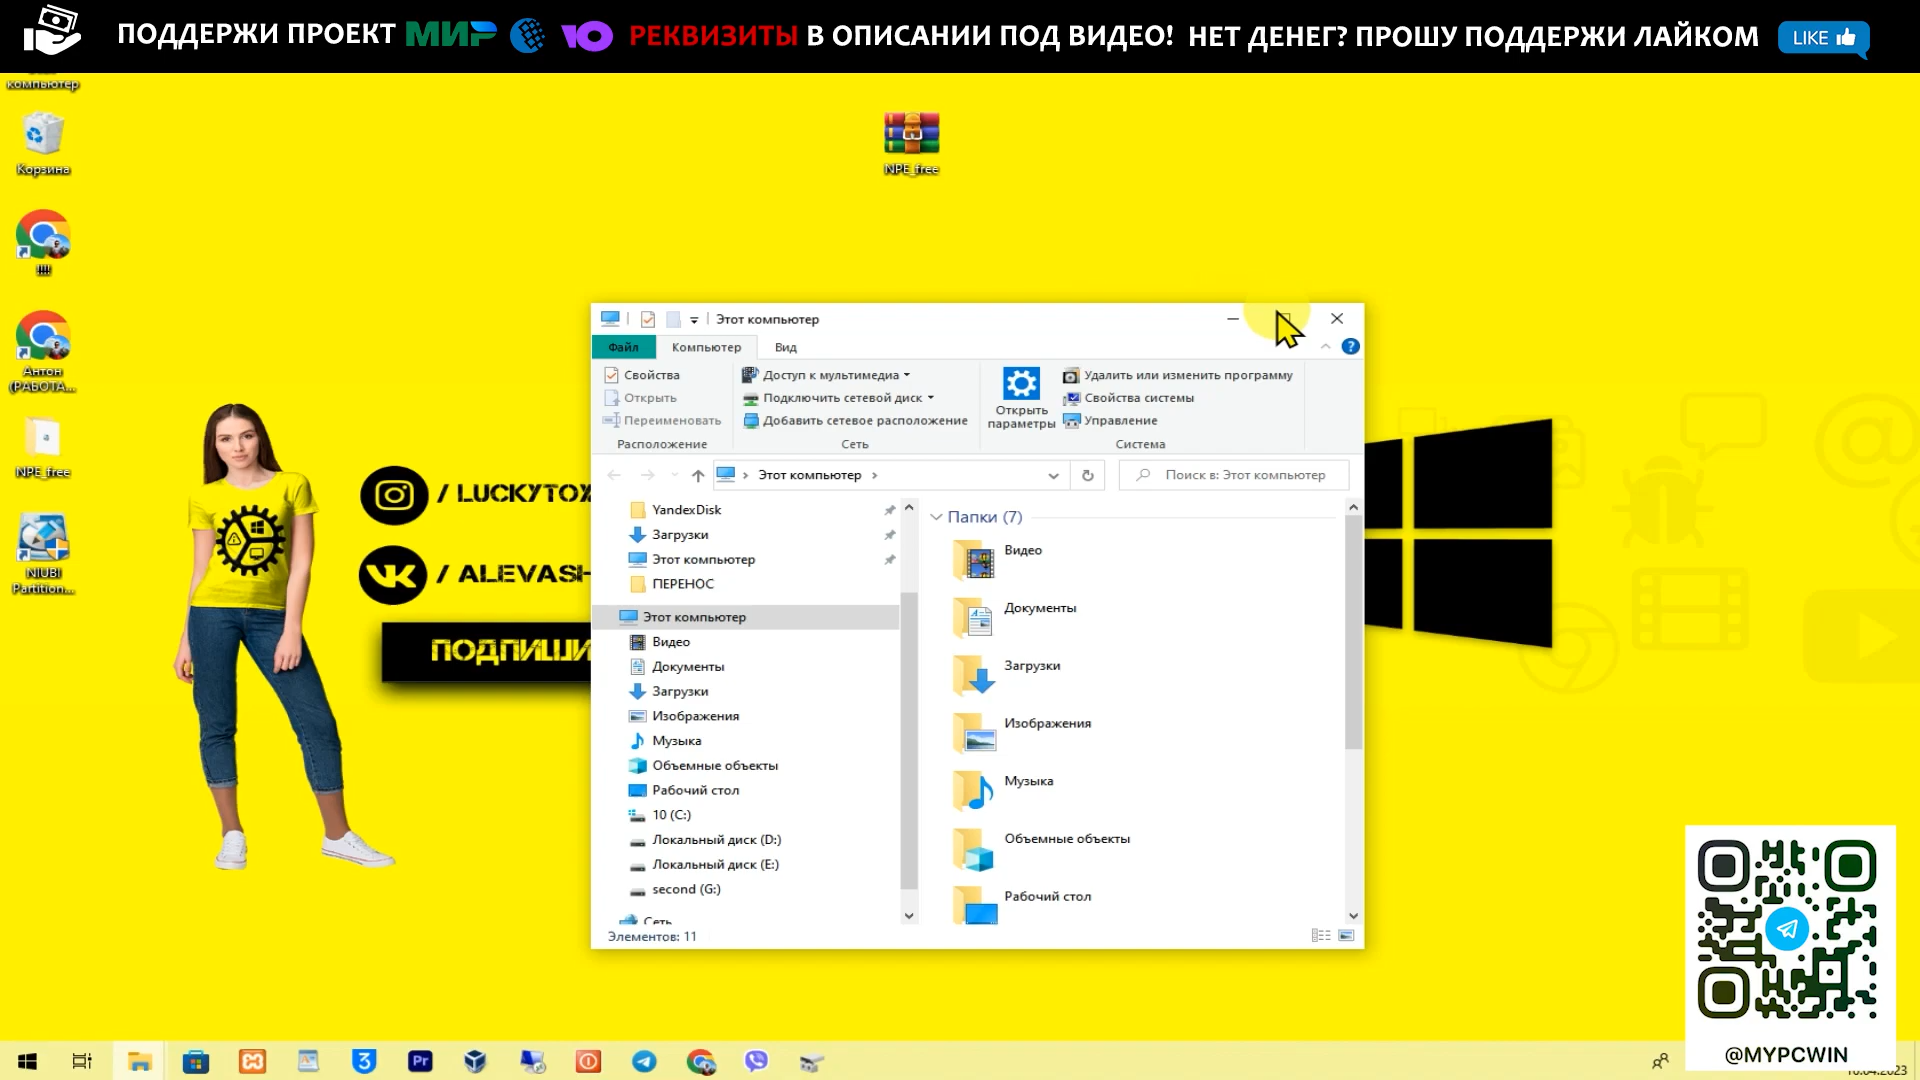 ПОДДЕРЖИ ПРОЕКТ МИР Ю РЕКВИЗИТЫ В ОПИСАНИИ ПОД ВИДЕО! НЕТ ДЕНЕГ? ПРОШУ ПОДДЕРЖИ ЛАЙКОМ LIKE
компьютер
Корзина
!!!!
Антон
(РАБОТА...
NPE_free
NIUBI
Partition...
NPE_free
/ LUCKYTOX
/ ALEVASH
ПОДПИШИ
Этот компьютер
Файл Компьютер Вид
Свойства
Открыть
Переименовать
Расположение
Доступ к мультимедиа
Подключить сетевой диск
Добавить сетевое расположение
Сеть
Открыть
параметры
Удалить или изменить программу
Свойства системы
Управление
Система
Этот компьютер
Поиск в: Этот компьютер
YandexDisk
Загрузки
Этот компьютер
ПЕРЕНОС
Этот компьютер
Видео
Документы
Загрузки
Изображения
Музыка
Объемные объекты
Рабочий стол
10 (C:)
Локальный диск (D:)
Локальный диск (E:)
second (G:)
Сеть
Папки (7)
Видео
Документы
Загрузки
Изображения
Музыка
Объемные объекты
Рабочий стол
Элементов: 11
Pr
@MYPCWIN